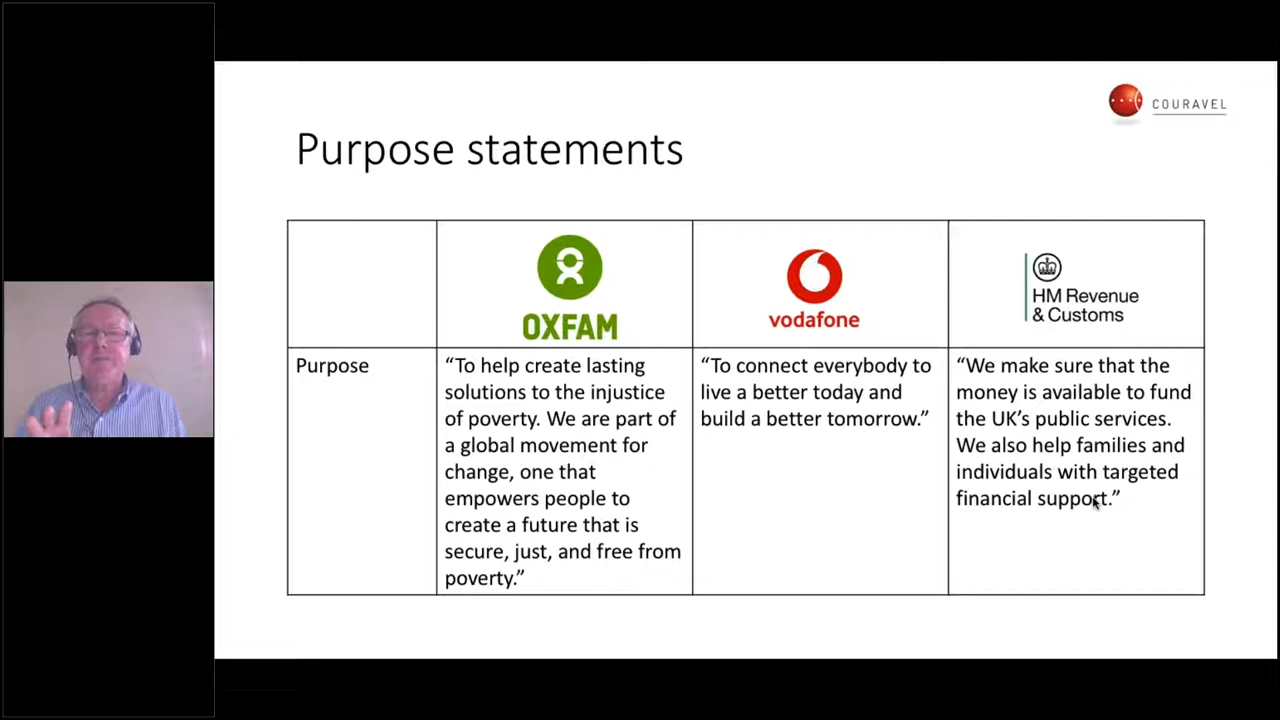 COURAVEL
Purpose statements
OXFAM
vodafone
HM Revenue
& Customs
Purpose
“To help create lasting
solutions to the injustice
of poverty. We are part of
a global movement for
change, one that
empowers people to
create a future that is
secure, just, and free from
poverty.”
“To connect everybody to
live a better today and
build a better tomorrow.”
“We make sure that the
money is available to fund
the UK’s public services.
We also help families and
individuals with targeted
financial support.”